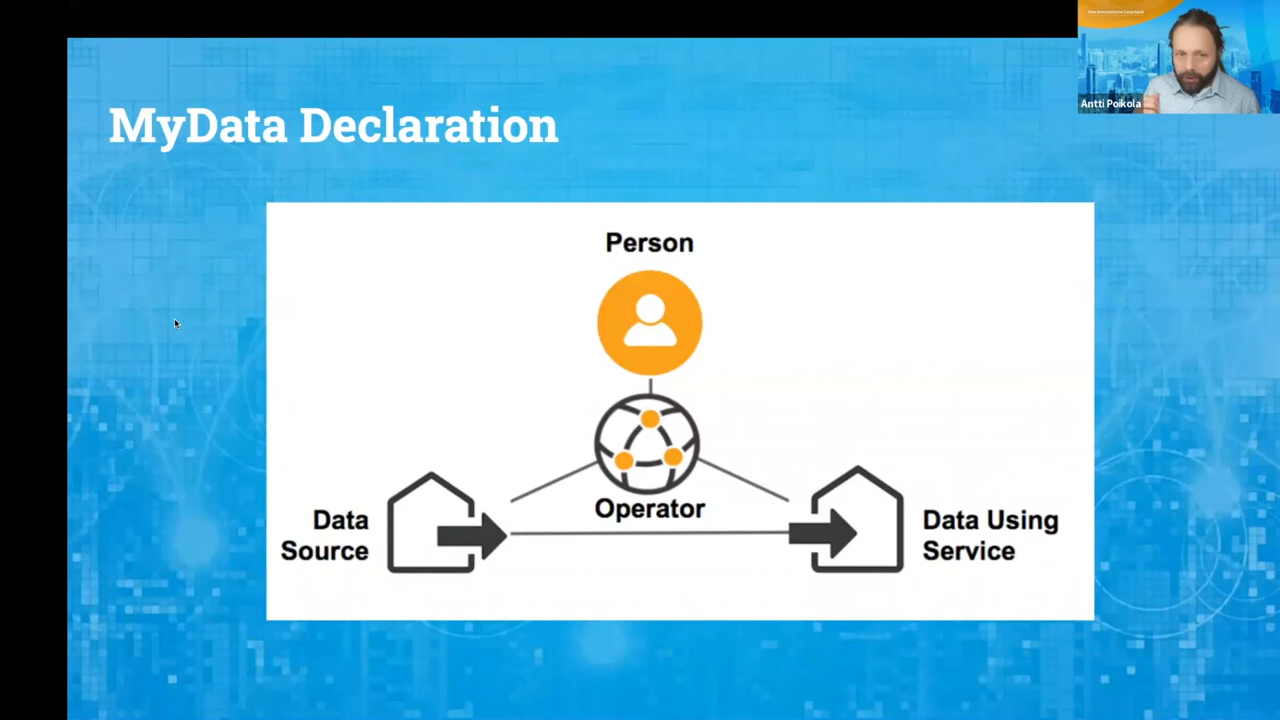 MyData Declaration
Antti Poikola
Person
Operator
Data
Source
Data Using
Service